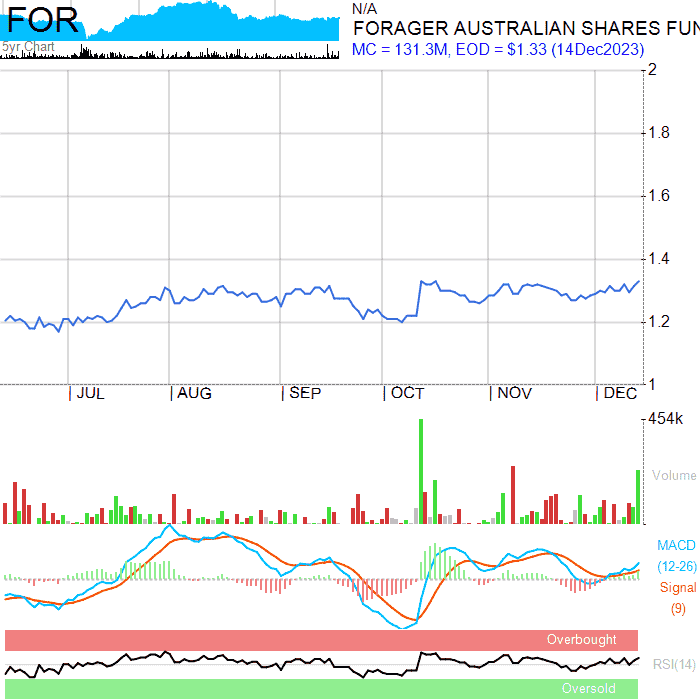 FOR
5yr Chart
N/A
FORAGER AUSTRALIAN SHARES FUN
MC = 131.3M, EOD = $1.33 (14Dec2023)
2
1.8
1.6
1.4
1.2
1
JUL AUG SEP OCT NOV DEC
454k
Volume
MACD
(12-26)
Signal
(9)
Overbought
RSI(14)
Oversold